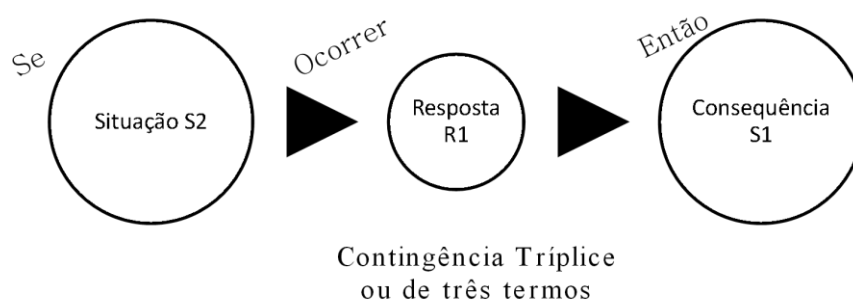 Se
Situação S2
Ocorrer
Resposta
R1
Então
Consequência
S1
Contingência Tríplice
ou de três termos